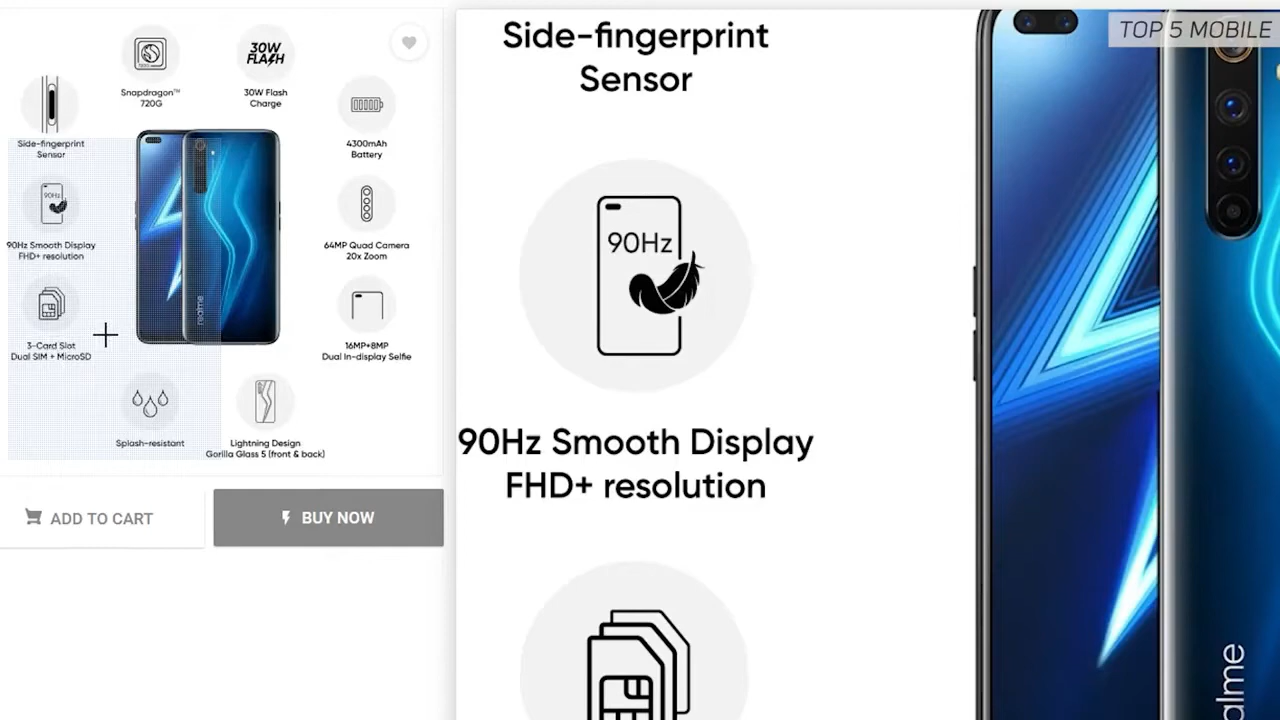 Snapdragon™
720G
30W
FLASH
30W Flash
Charge
Side-fingerprint
Sensor
4300mAh
Battery
90Hz
90Hz Smooth Display
FHD+ resolution
64MP Quad Camera
20x Zoom
3-Card Slot
Dual SIM + MicroSD
16MP+8MP
Dual In-display Selfie
realme
Splash-resistant
Lightning Design
Gorilla Glass 5 (front & back)
ADD TO CART
BUY NOW
Side-fingerprint
Sensor
90Hz
90Hz Smooth Display
FHD+ resolution
TOP 5 MOBILE
alme